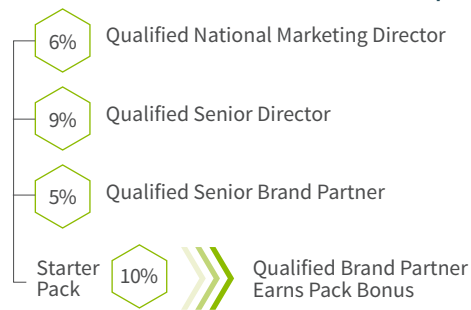 6% Qualified National Marketing Director
9% Qualified Senior Director
5% Qualified Senior Brand Partner
Starter Pack
10%
Qualified Brand Partner
Earns Pack Bonus